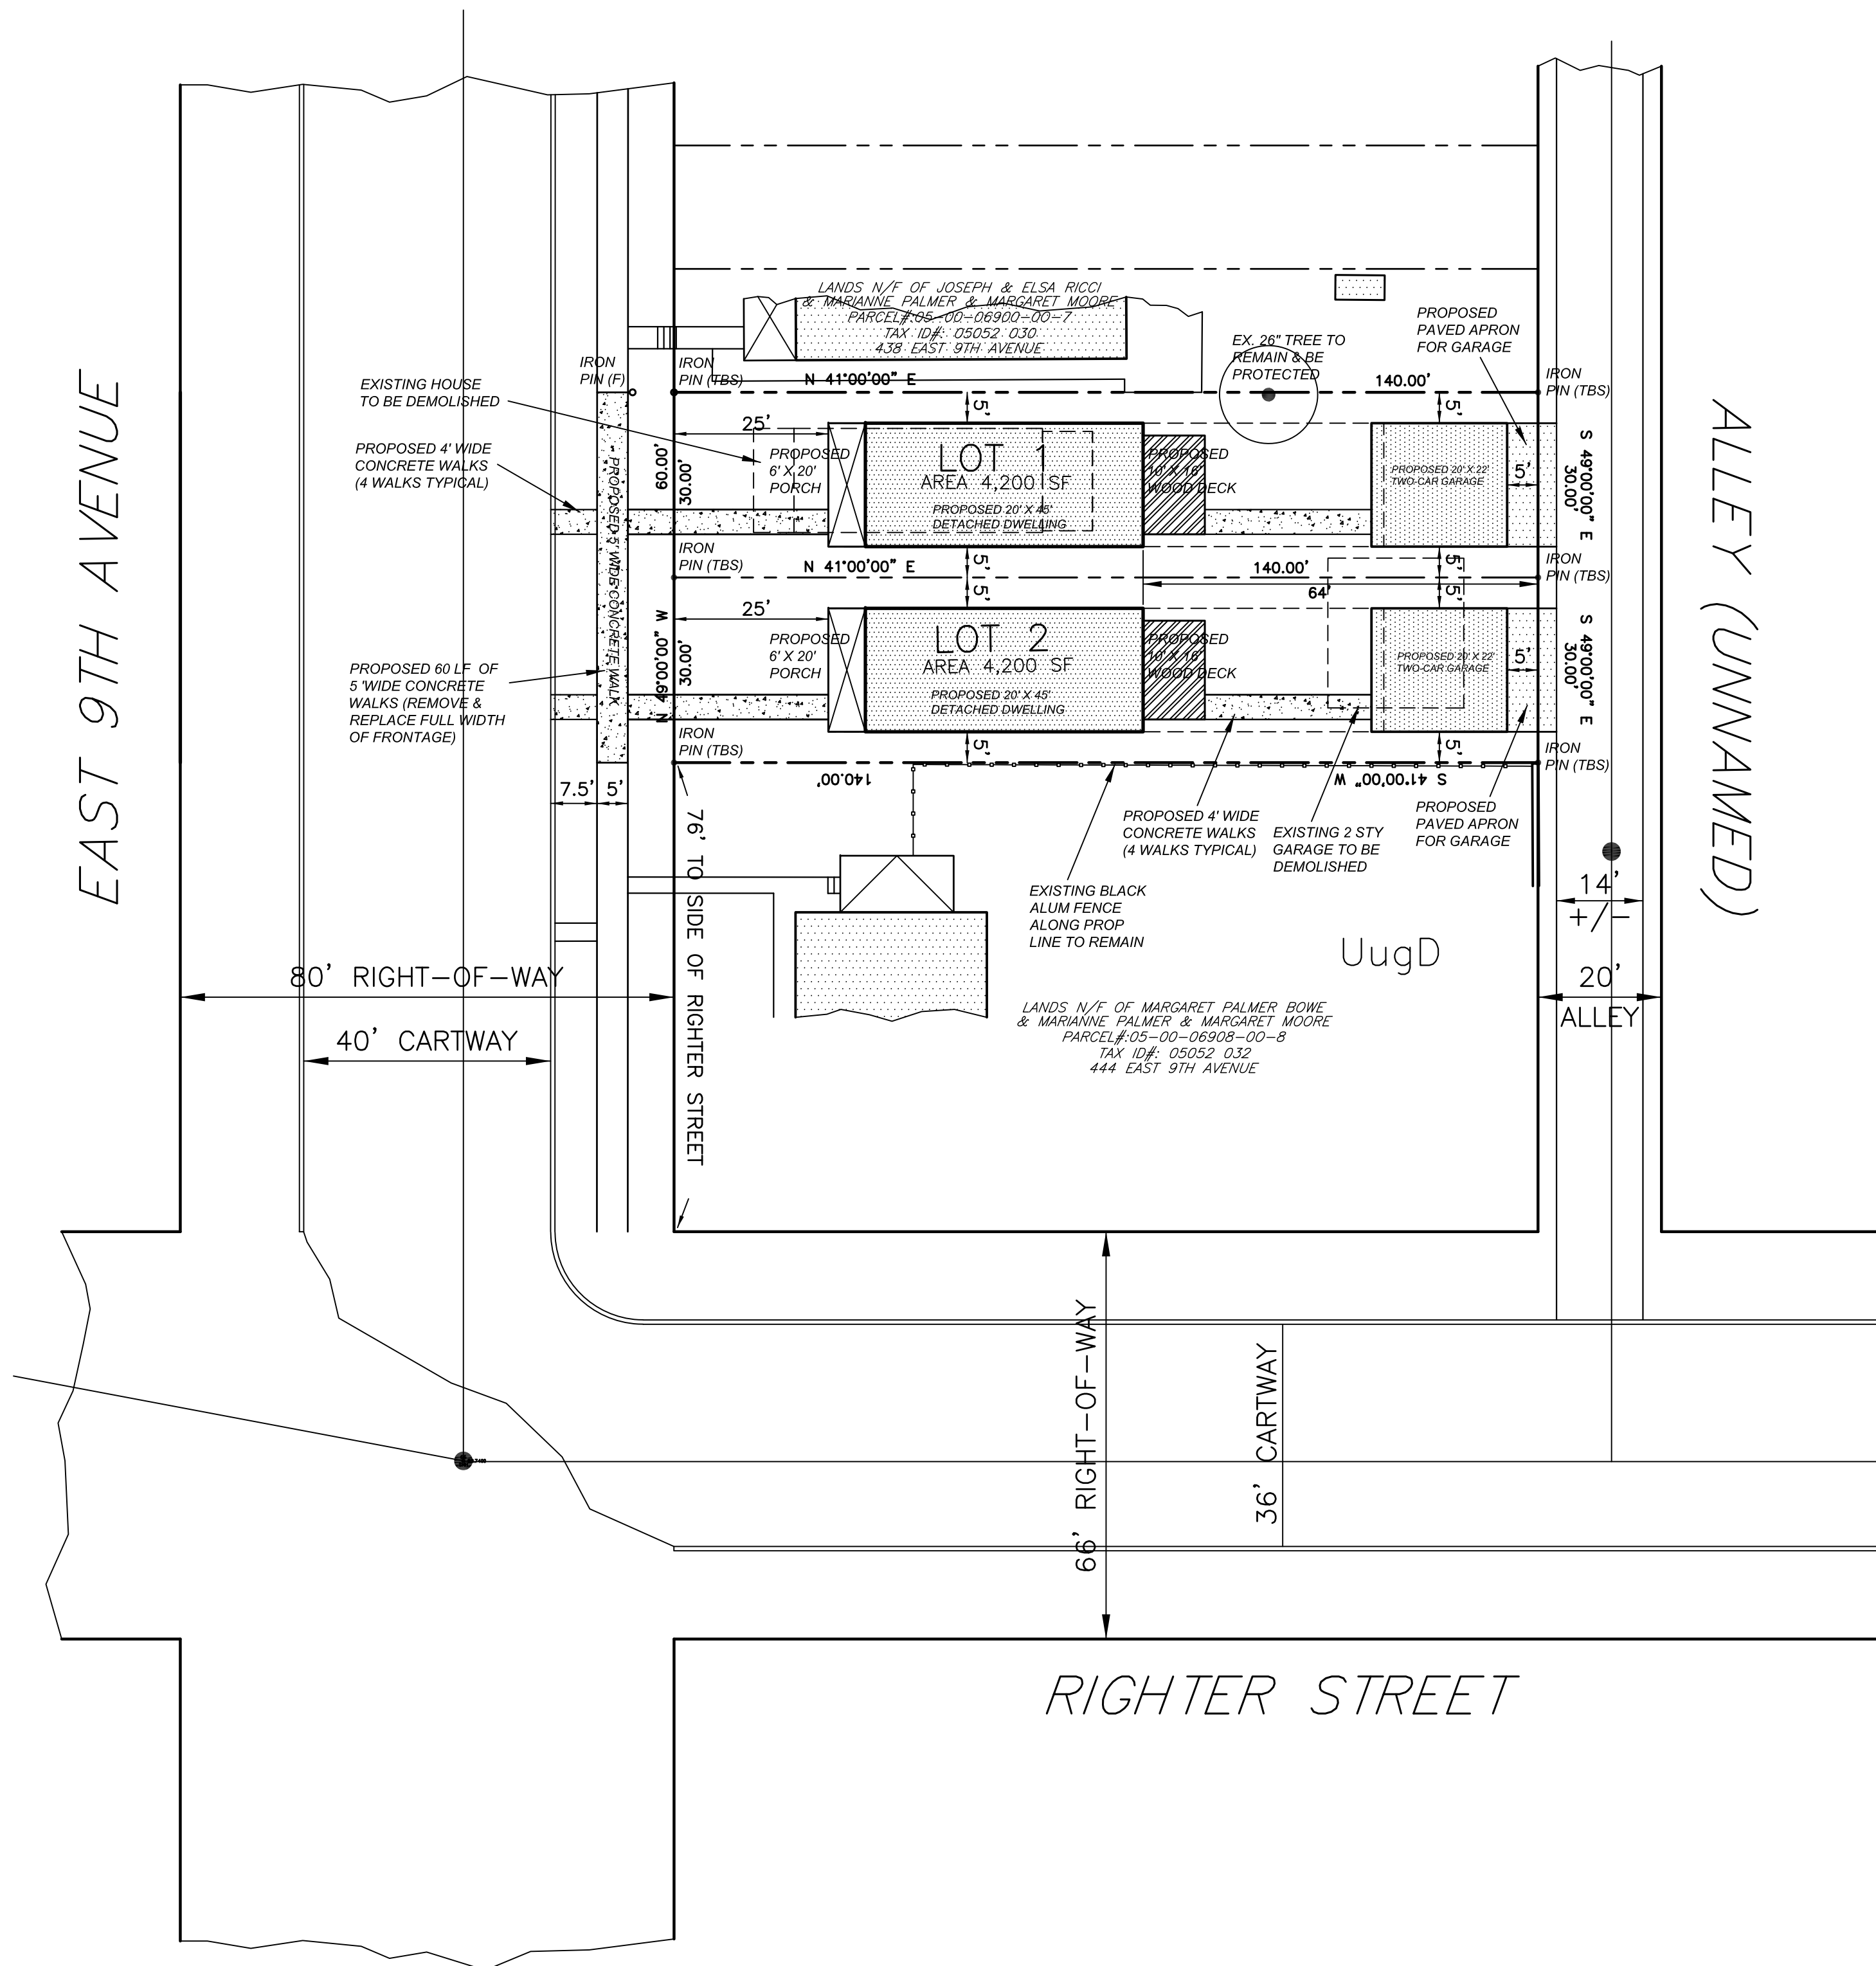 LANDS N/F OF JOSEPH & ELSA RICCI
& MARIANNE PALMER & MARGARET MOORE
PARCEL#:05-00-06900-00-7
TAX ID#: 05052 030
438 EAST 9TH AVENUE
PROPOSED
PAVED APRON
FOR GARAGE
EX. 26" TREE TO
REMAIN & BE
PROTECTED
IRON
PIN (F)
IRON
PIN (TBS)
N 41°00'00" E
140.00'
IRON
PIN (TBS)
EXISTING HOUSE
TO BE DEMOLISHED
PROPOSED 4' WIDE
CONCRETE WALKS
(4 WALKS TYPICAL)
EAST 9TH AVENUE
ALLEY (UNNAMED)
5'
5'
25'
60.00'
30.00'
PROPOSED
6' X 20'
PORCH
LOT 1
AREA 4,200 SF
PROPOSED 20' X 45'
DETACHED DWELLING
PROPOSED
10' X 16'
WOOD DECK
PROPOSED 20' X 22'
TWO-CAR GARAGE
5'
S 49°00'00" E
30.00'
PROPOSED 5' WIDE CONCRETE WALK
IRON
PIN (TBS)
N 41°00'00" E
5'
5'
140.00'
64'
5'
5'
IRON
PIN (TBS)
25'
N 49°00'00" W
30.00'
PROPOSED
6' X 20'
PORCH
LOT 2
AREA 4,200 SF
PROPOSED 20' X 45'
DETACHED DWELLING
PROPOSED
10' X 16'
WOOD DECK
PROPOSED 20' X 22'
TWO-CAR GARAGE
5'
S 49°00'00" E
30.00'
PROPOSED 60 LF OF
5 'WIDE CONCRETE
WALKS (REMOVE &
REPLACE FULL WIDTH
OF FRONTAGE)
IRON
PIN (TBS)
5'
5'
IRON
PIN (TBS)
140.00'
S 41°00'00" W
7.5'
5'
76' TO SIDE OF RIGHTER STREET
PROPOSED 4' WIDE
CONCRETE WALKS
(4 WALKS TYPICAL)
EXISTING 2 STY
GARAGE TO BE
DEMOLISHED
PROPOSED
PAVED APRON
FOR GARAGE
EXISTING BLACK
ALUM FENCE
ALONG PROP
LINE TO REMAIN
14'
+/-
UugD
80' RIGHT-OF-WAY
20'
ALLEY
40' CARTWAY
LANDS N/F OF MARGARET PALMER BOWE
& MARIANNE PALMER & MARGARET MOORE
PARCEL#:05-00-06908-00-8
TAX ID#: 05052 032
444 EAST 9TH AVENUE
66' RIGHT-OF-WAY
36' CARTWAY
RIGHTER STREET